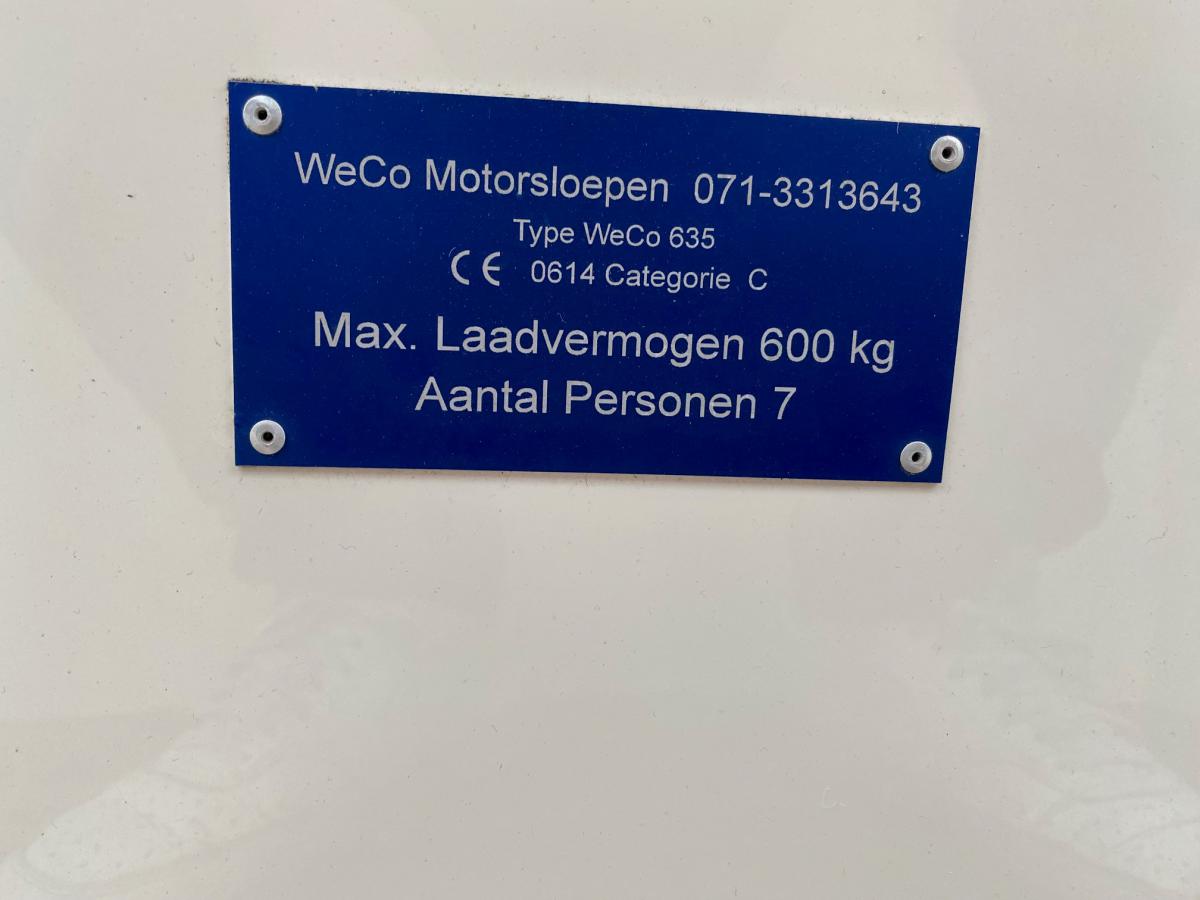 WeCo Motorsloepen 071-3313643
Type WeCo 635
CE 0614 Categorie C
Max. Laadvermogen 600 kg
Aantal Personen 7